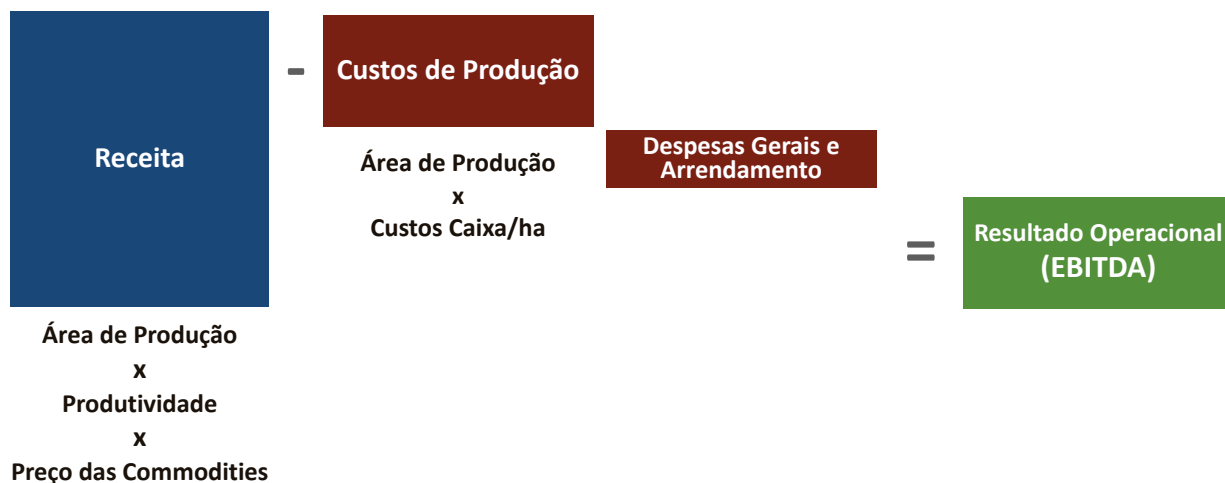 Receita
Área de Produção
x
Produtividade
x
Preço das Commodities
-
Custos de Produção
Área de Produção
x
Custos Caixa/ha
Despesas Gerais e
Arrendamento
=
Resultado Operacional
(EBITDA)